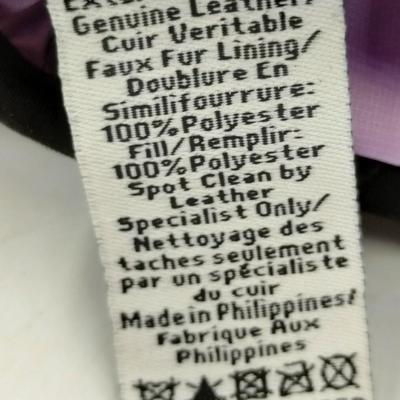 Genuine Leather/
Cuir Veritable
Faux Fur Lining/
Doublure En
Similifourrure:
100% Polyester
Fill/Remplir:
100% Polyester
Spot Clean by
Leather
Specialist Only/
Nettoyage des
taches seulement
par un spécialiste
du cuir
Made in Philippines/
Fabrique Aux
Philippines